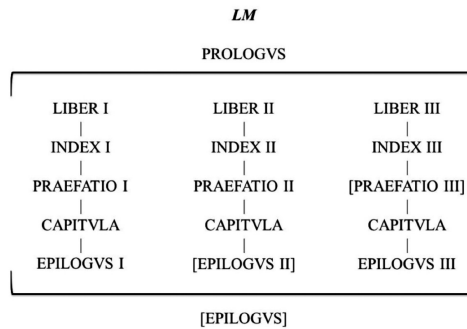 LM
PROLOGVS
LIBER I LIBER II LIBER III
INDEX I INDEX II INDEX III
PRAEFATIO I PRAEFATIO II [PRAEFATIO III]
CAPITVLA CAPITVLA CAPITVLA
EPILOGVS I [EPILOGVS II] EPILOGVS III
[EPILOGVS]